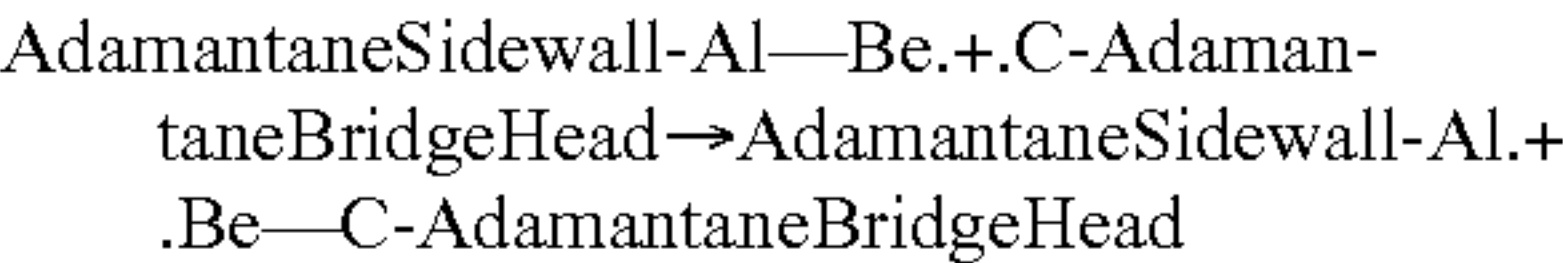 AdamantaneSidewall-Al—Be.+.C-Adaman-
taneBridgeHead→AdamantaneSidewall-Al.+
.Be—C-AdamantaneBridgeHead